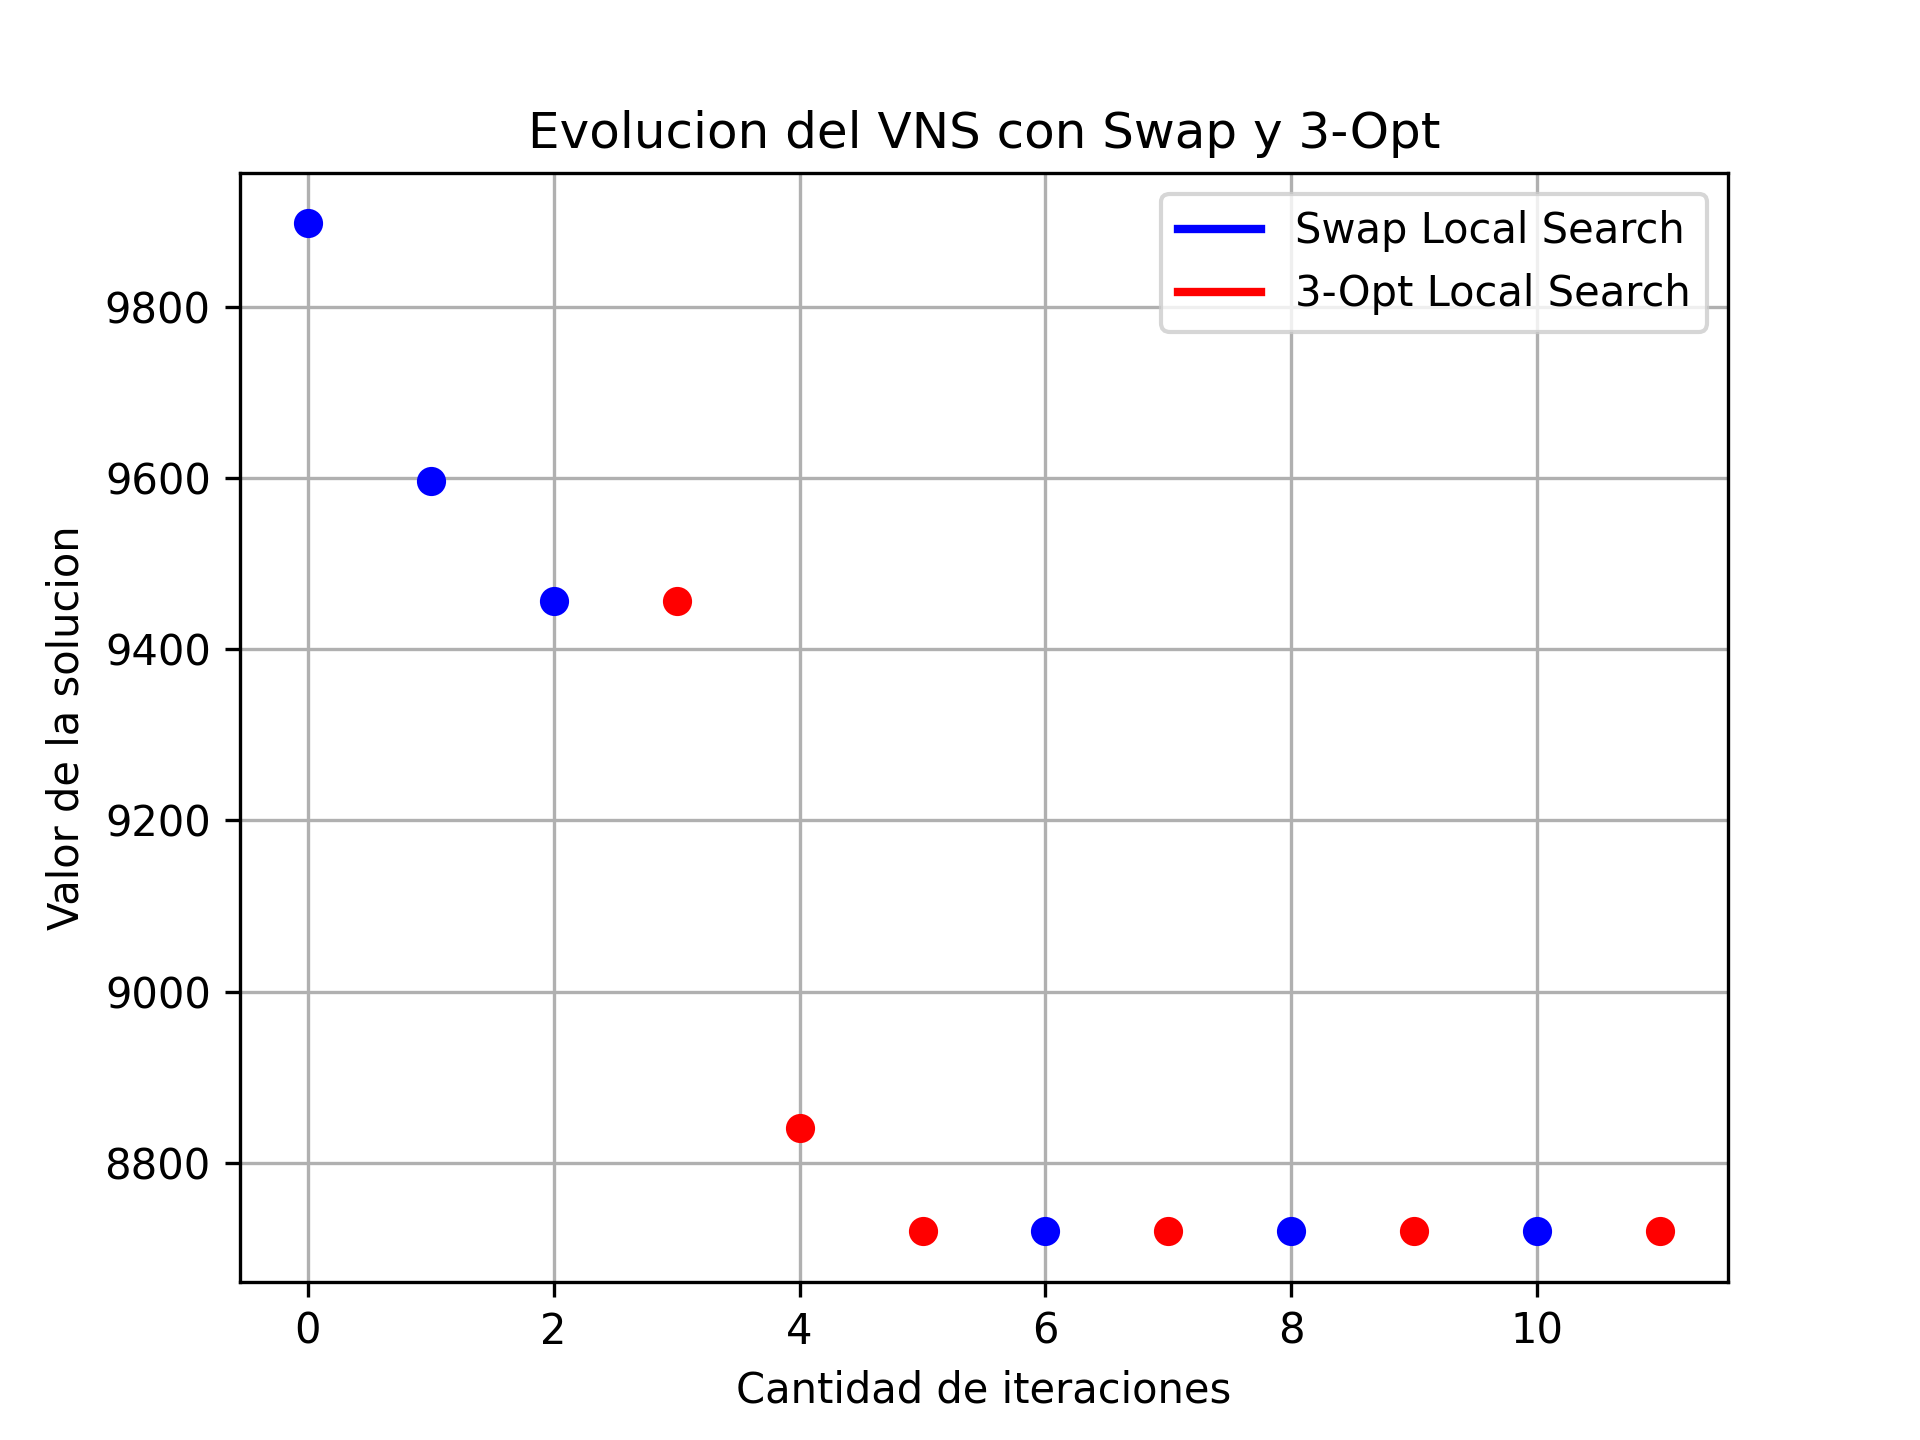 Evolucion del VNS con Swap y 3-Opt
Swap Local Search
3-Opt Local Search
Valor de la solucion
9800
9600
9400
9200
9000
8800
0 2 4 6 8 10
Cantidad de iteraciones